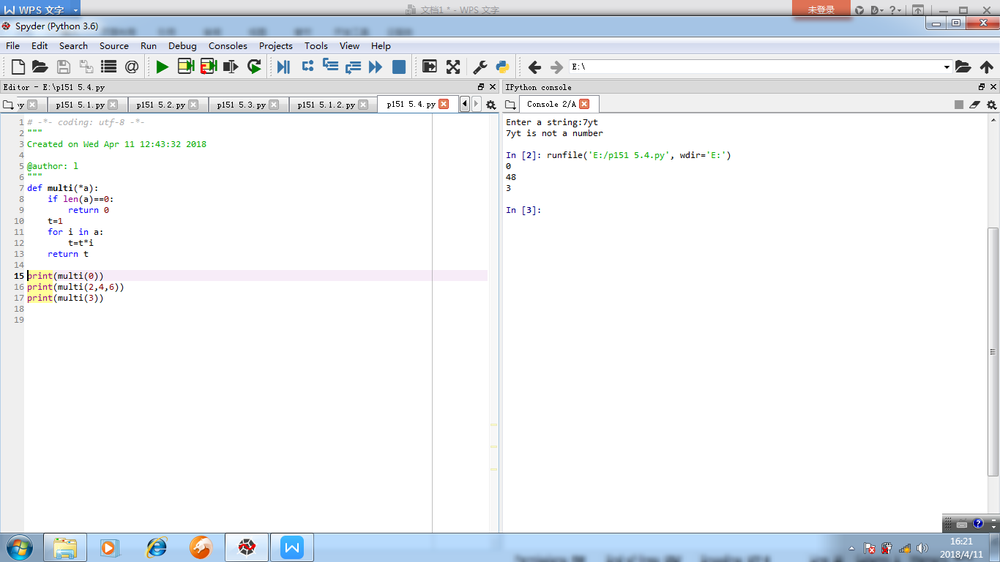 WPS 文字
文档1 * - WPS 文字
未登录
Spyder (Python 3.6)
File Edit Search Source Run Debug Consoles Projects Tools View Help
E:\
Editor - E:\p151 5.4.py
IPython console
p151 5.1.py p151 5.2.py p151 5.3.py p151 5.1.2.py p151 5.4.py
Console 2/A
1 # -*- coding: utf-8 -*-
2 """
3 Created on Wed Apr 11 12:43:32 2018
4
5 @author: l
6 """
7 def multi(*a):
8     if len(a)==0:
9         return 0
10     t=1
11     for i in a:
12         t=t*i
13     return t
14
15 print(multi(0))
16 print(multi(2,4,6))
17 print(multi(3))
18
19
Enter a string:7yt
7yt is not a number
In [2]: runfile('E:/p151 5.4.py', wdir='E:')
0
48
3
In [3]:
16:21
2018/4/11